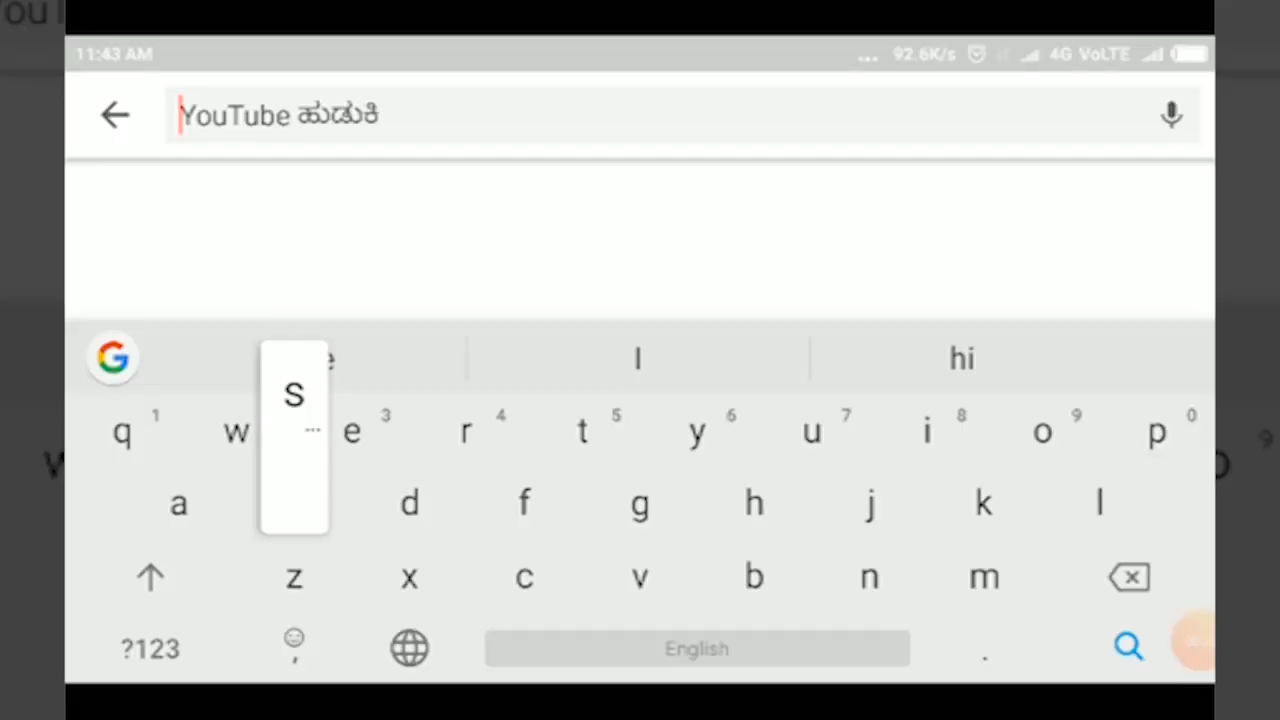 11:43 AM ... 92.6K/s 4G VoLTE
YouTube ಹುಡುಕಿ
I hi
q 1 w e 3 r 4 t 5 y 6 u 7 i 8 o 9 p 0
S
a d f g h j k l
z x c v b n m
?123 , English .